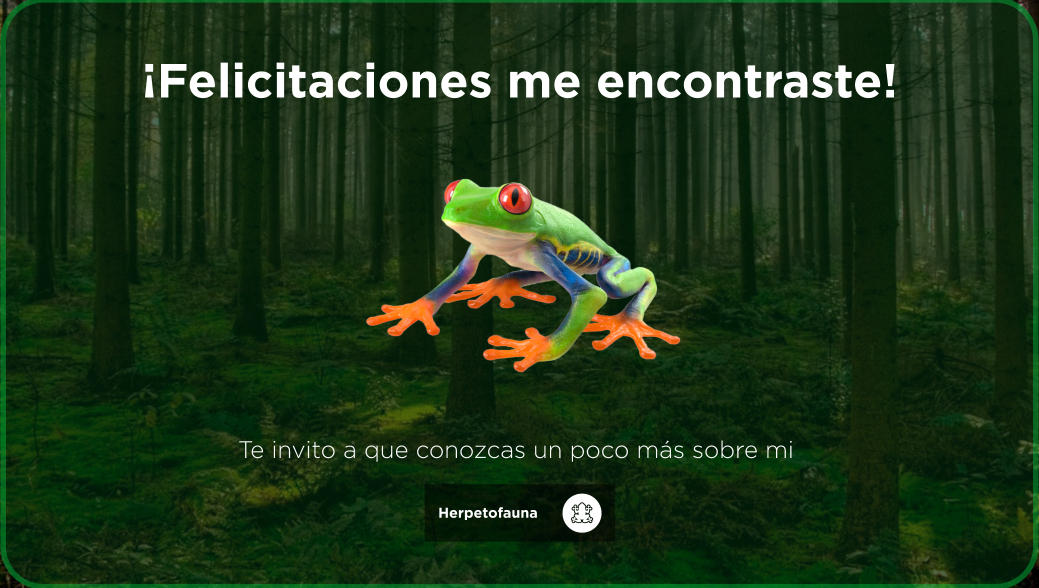 ¡Felicitaciones me encontraste!
Te invito a que conozcas un poco más sobre mi
Herpetofauna